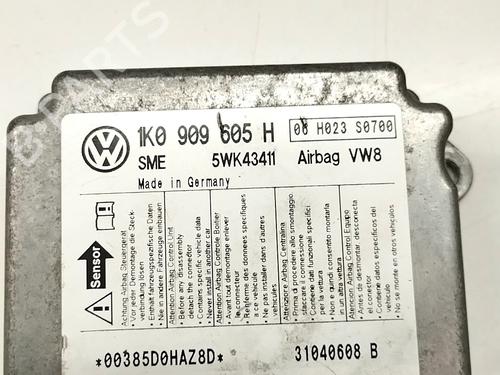 1K0 909 605 H
00 H023 S0700
SME 5WK43411 Airbag VW8
Made in Germany
Sensor
Achtung Airbag Steuergerät
• Vor jeder Demontage die Steck-
verbindung lösen
• Enthält fahrzeugspezifische Daten
• Nie in andere Fahrzeuge einbauen
Attention Airbag Control Unit
• Before any disassembly
detach the connector
• Contains specific vehicle data
• Never install in another car
Attention Airbag Controle Boitier
• Avant tout demontage enlever
le connecteur
• Referme des donnees specifiques
a ce vehicule
• Ne pas installer dans d'autres
vehicules
Attenzione Airbag Centralina
• Prima di procedere allo smontaggio
staccare il connessione
• Contiene dati funzionali specifici
per la vettura
• Non e quindi consentito montarla
in un altra vettura
Atención Airbag Control Equipo
• Antes de desmontar, desconecta
el conector
• Contiene datos específicos del
vehículo
• No se monte en otros vehículos
*00385D0HAZ8D*
31040608 B